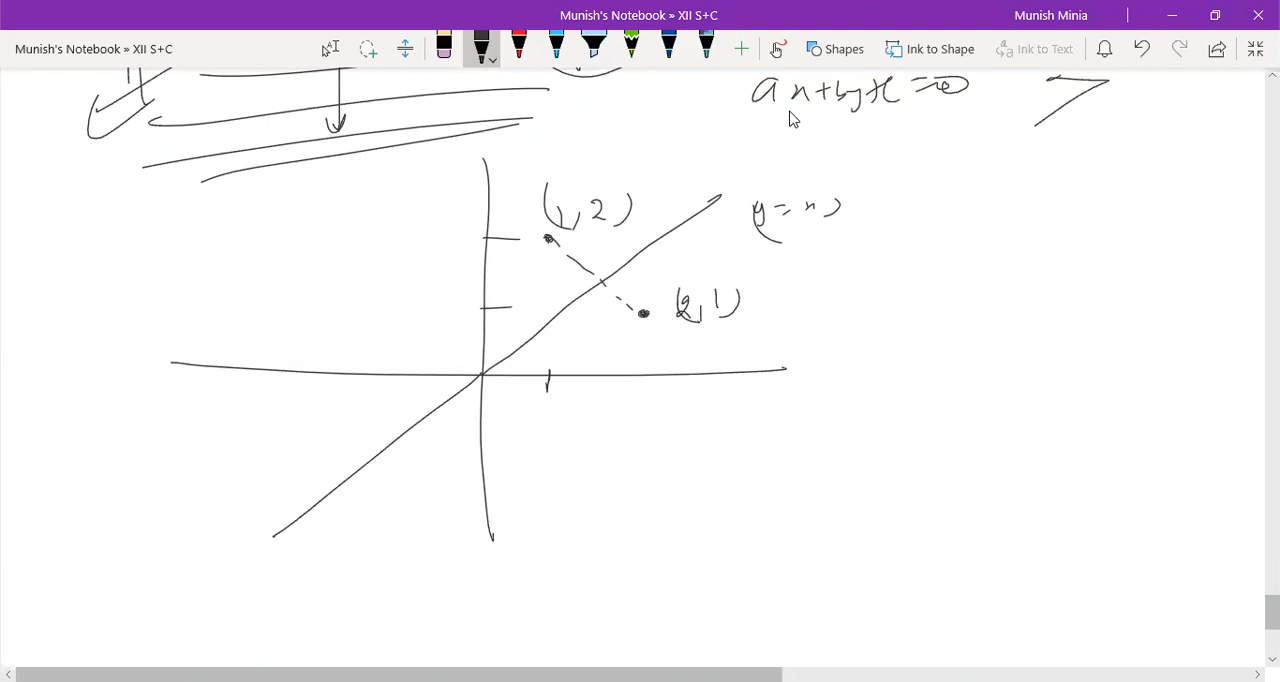 Munish's Notebook » XII S+C
Munish Minia
Munish's Notebook » XII S+C
Shapes
Ink to Shape
Ink to Text
ax+by+c=0
(1,2)
y=x
(2,1)